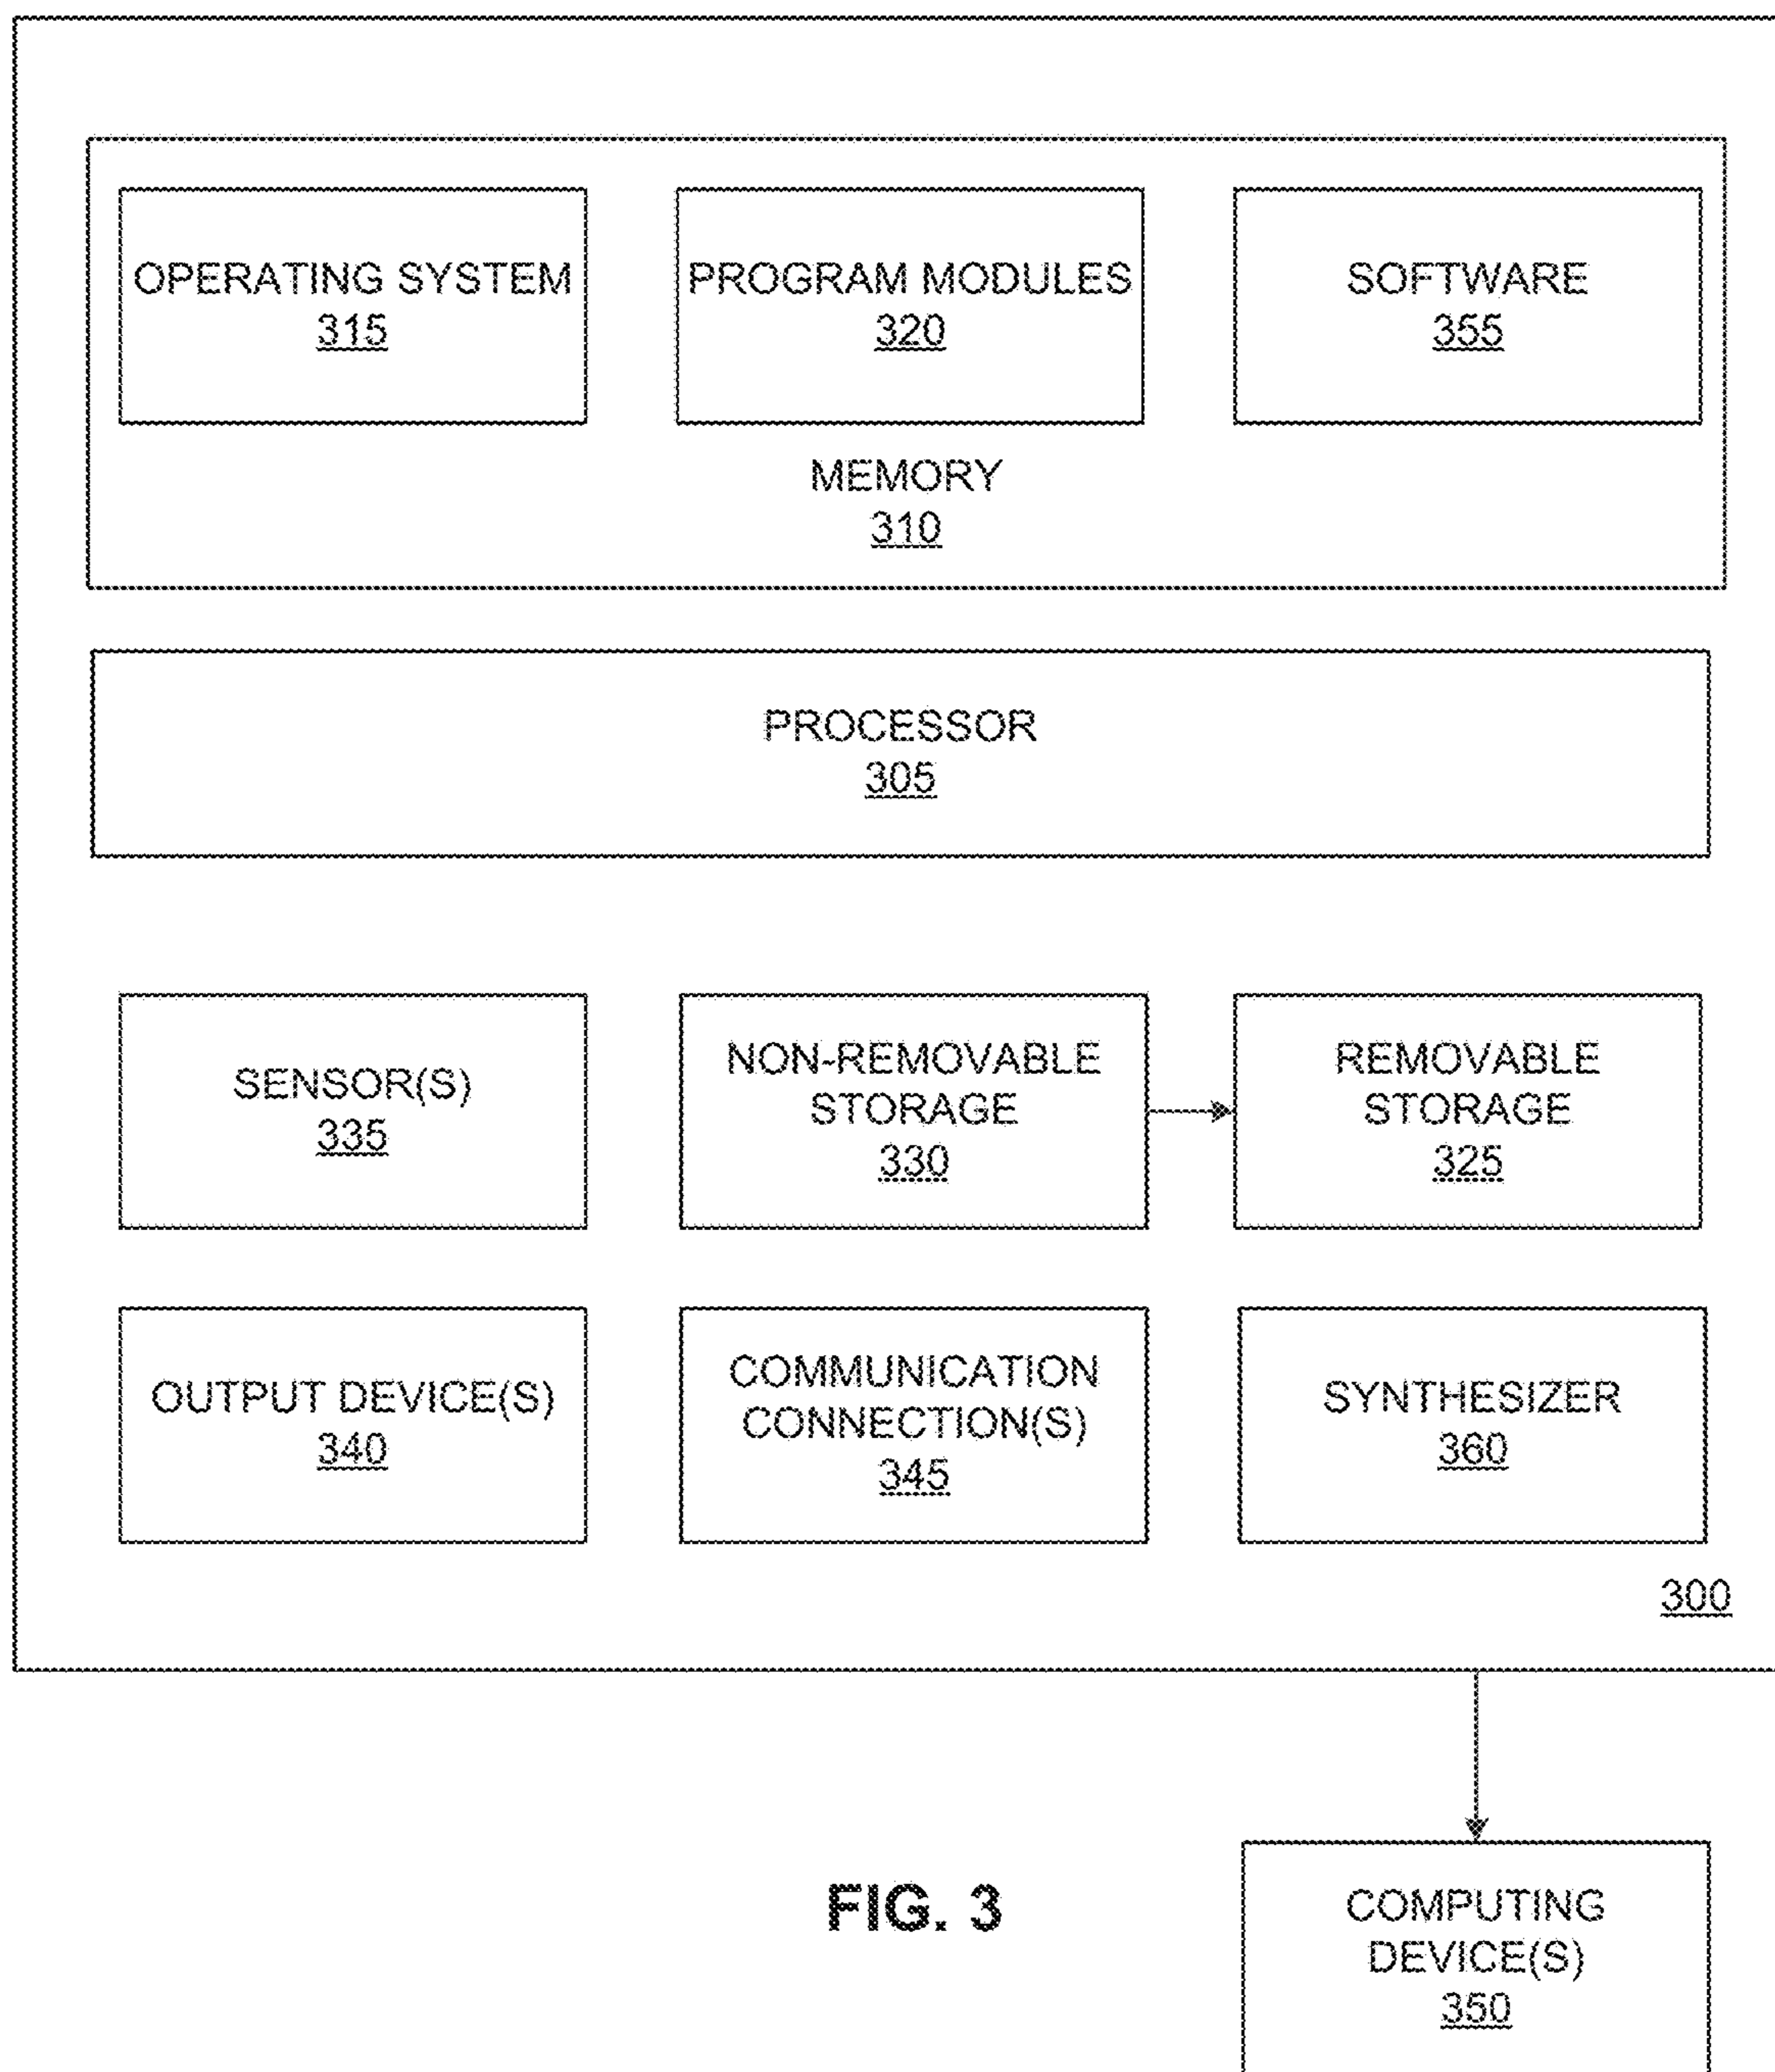 OPERATING SYSTEM
315
PROGRAM MODULES
320
SOFTWARE
355
MEMORY
310
PROCESSOR
305
SENSOR(S)
335
NON-REMOVABLE
STORAGE
330
REMOVABLE
STORAGE
325
OUTPUT DEVICE(S)
340
COMMUNICATION
CONNECTION(S)
345
SYNTHESIZER
360
300
FIG. 3
COMPUTING
DEVICE(S)
350